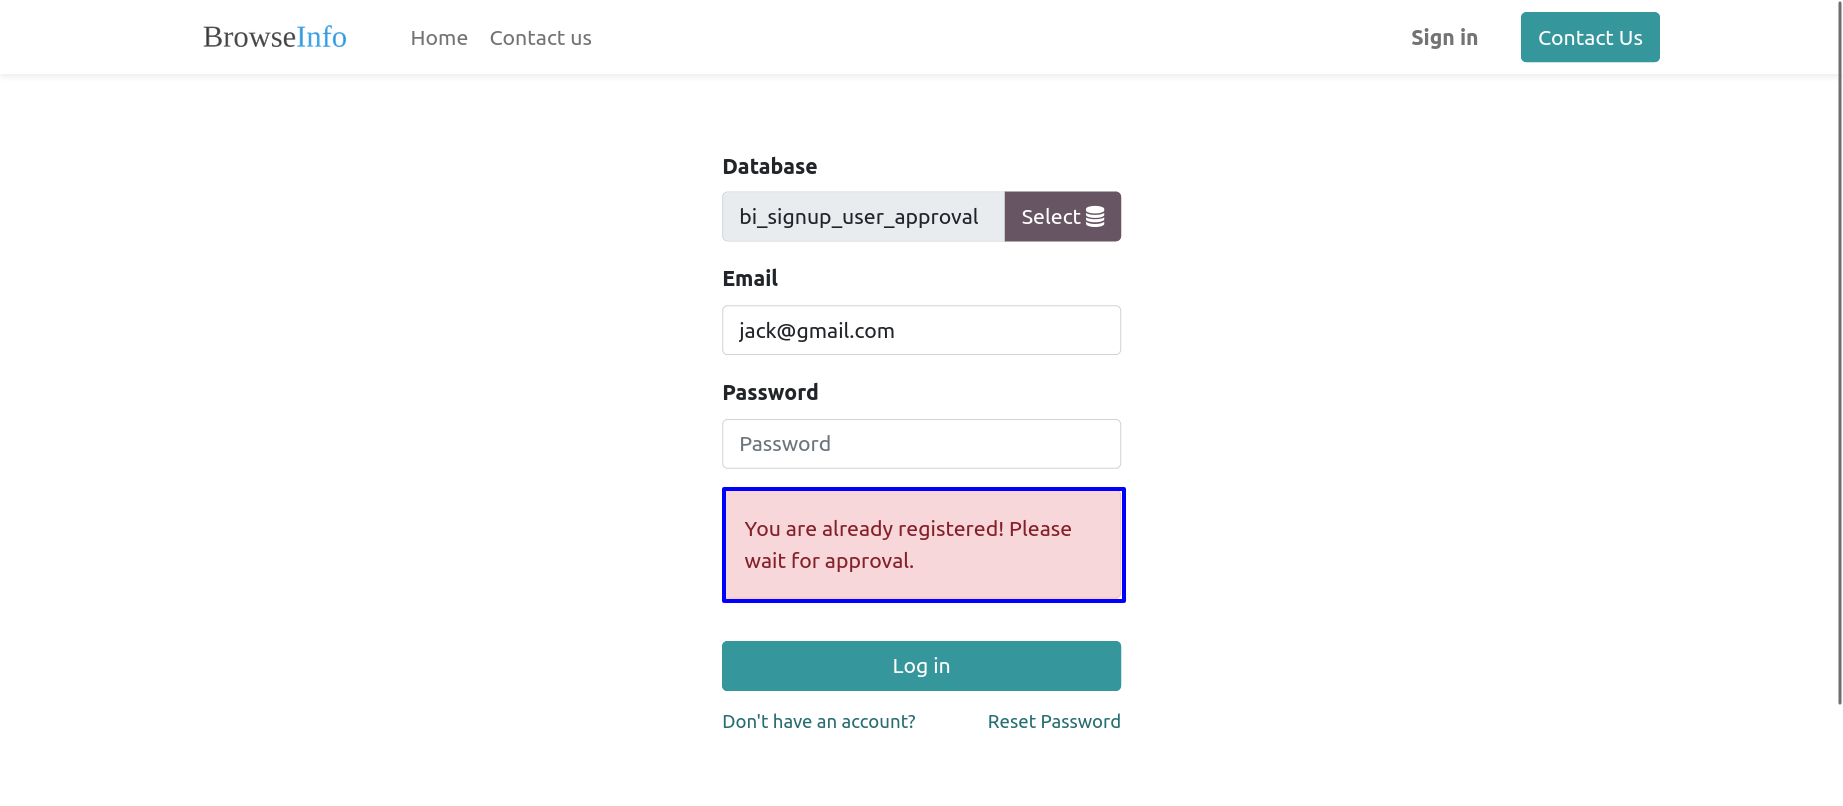 BrowseInfo Home Contact us Sign in Contact Us
Database
bi_signup_user_approval Select
Email
jack@gmail.com
Password
Password
You are already registered! Please
wait for approval.
Log in
Don't have an account? Reset Password